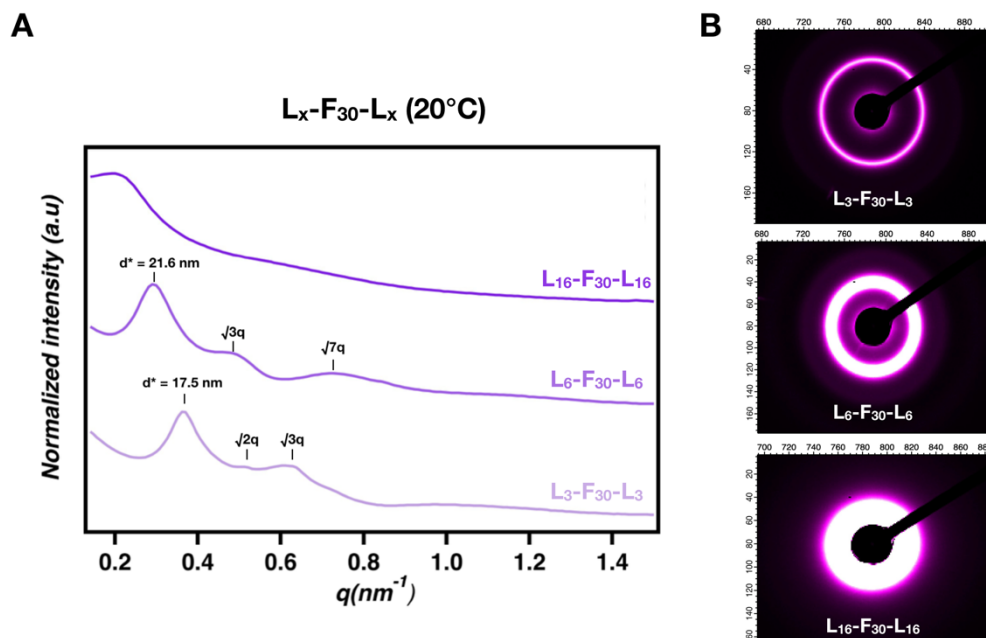 A
Lₓ-F₃₀-Lₓ (20°C)
Normalized intensity (a.u)
L₁₆-F₃₀-L₁₆
d* = 21.6 nm
√3q
√7q
L₆-F₃₀-L₆
d* = 17.5 nm
√2q
√3q
L₃-F₃₀-L₃
0.2 0.4 0.6 0.8 1.0 1.2 1.4
q(nm⁻¹)
B
680 720 760 800 840 880
40
80
130
160
L₃-F₃₀-L₃
680 720 760 800 840 880
20
40
60
80
100
120
140
160
L₆-F₃₀-L₆
700 720 740 760 780 800 820 840 860
20
40
60
80
100
120
140
160
L₁₆-F₃₀-L₁₆